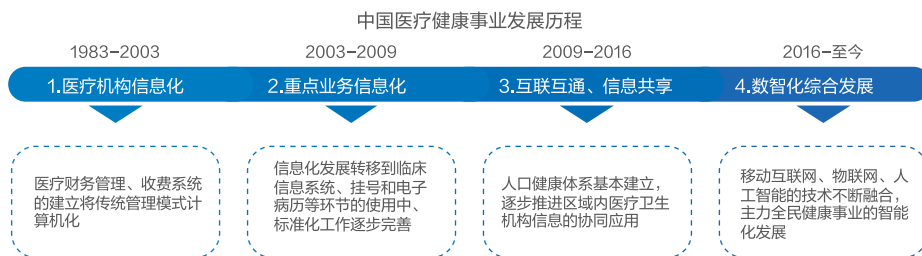 中国医疗健康事业发展历程
1983-2003
2003-2009
2009-2016
2016-至今
1.医疗机构信息化
2.重点业务信息化
3.互联互通、信息共享
4.数智化综合发展
医疗财务管理、收费系统
的建立将传统管理模式计
算机化
信息化发展转移到临床
信息系统、挂号和电子
病历等环节的使用中、
标准化工作逐步完善
人口健康体系基本建立，
逐步推进区域内医疗卫生
机构信息的协同应用
移动互联网、物联网、人
工智能的技术不断融合，
主力全民健康事业的智能
化发展